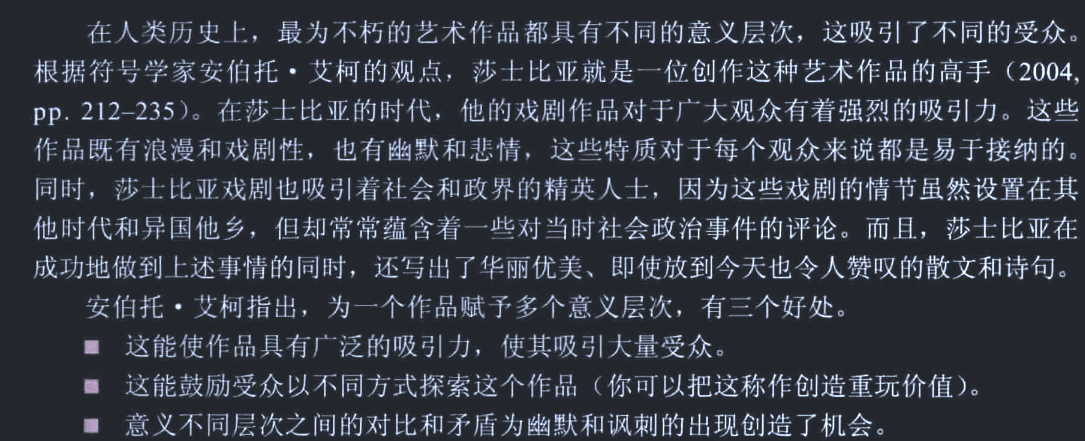 在人类历史上，最为不朽的艺术作品都具有不同的意义层次，这吸引了不同的受众。
根据符号学家安伯托·艾柯的观点，莎士比亚就是一位创作这种艺术作品的高手（2004,
pp. 212–235）。在莎士比亚的时代，他的戏剧作品对于广大观众有着强烈的吸引力。这些
作品既有浪漫和戏剧性，也有幽默和悲情，这些特质对于每个观众来说都是易于接纳的。
同时，莎士比亚戏剧也吸引着社会和政界的精英人士，因为这些戏剧的情节虽然设置在其
他时代和异国他乡，但却常常蕴含着一些对当时社会政治事件的评论。而且，莎士比亚在
成功地做到上述事情的同时，还写出了华丽优美、即使放到今天也令人赞叹的散文和诗句。
安伯托·艾柯指出，为一个作品赋予多个意义层次，有三个好处。
■ 这能使作品具有广泛的吸引力，使其吸引大量受众。
■ 这能鼓励受众以不同方式探索这个作品（你可以把这称作创造重玩价值）。
■ 意义不同层次之间的对比和矛盾为幽默和讽刺的出现创造了机会。